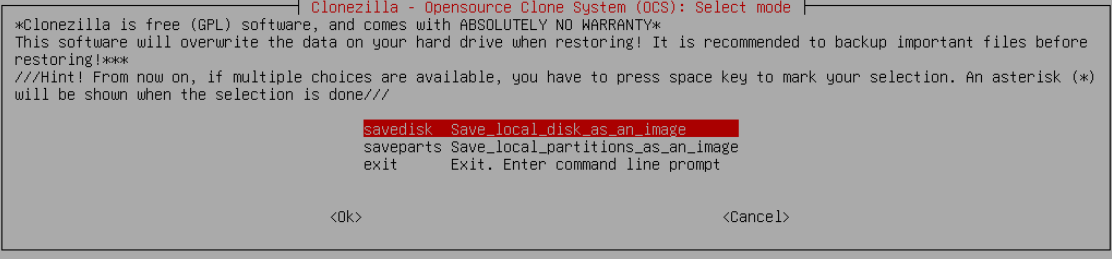 Clonezilla - Opensource Clone System (OCS): Select mode
*Clonezilla is free (GPL) software, and comes with ABSOLUTELY NO WARRANTY*
This software will overwrite the data on your hard drive when restoring! It is recommended to backup important files before
restoring!***
///Hint! From now on, if multiple choices are available, you have to press space key to mark your selection. An asterisk (*)
will be shown when the selection is done///
savedisk Save_local_disk_as_an_image
saveparts Save_local_partitions_as_an_image
exit Exit. Enter command line prompt
<Ok> <Cancel>